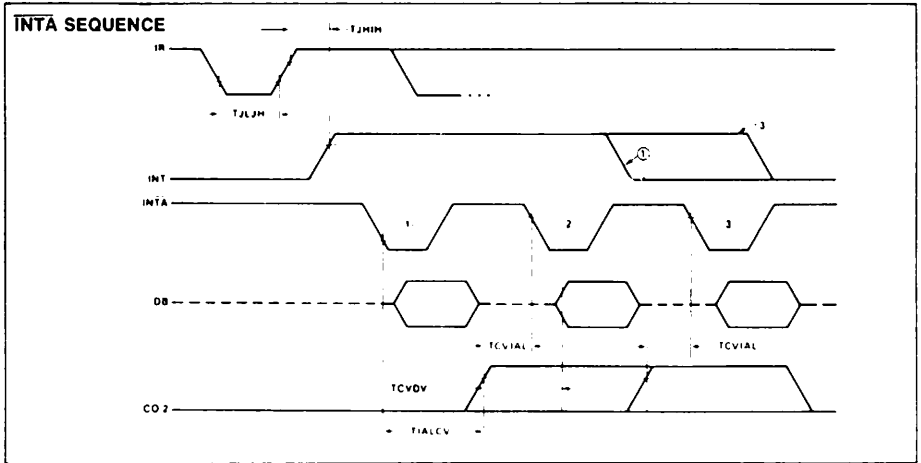 INTA SEQUENCE
TJHIH
IR
TJLJH
3
1
INT
INTA
1
2
3
DB
TCVIAL
TCVIAL
TCVDV
CO 2
TIALCV